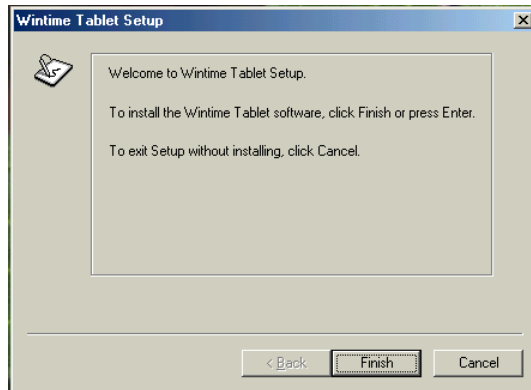 Wintime Tablet Setup
Welcome to Wintime Tablet Setup.
To install the Wintime Tablet software, click Finish or press Enter.
To exit Setup without installing, click Cancel.
< Back
Finish
Cancel